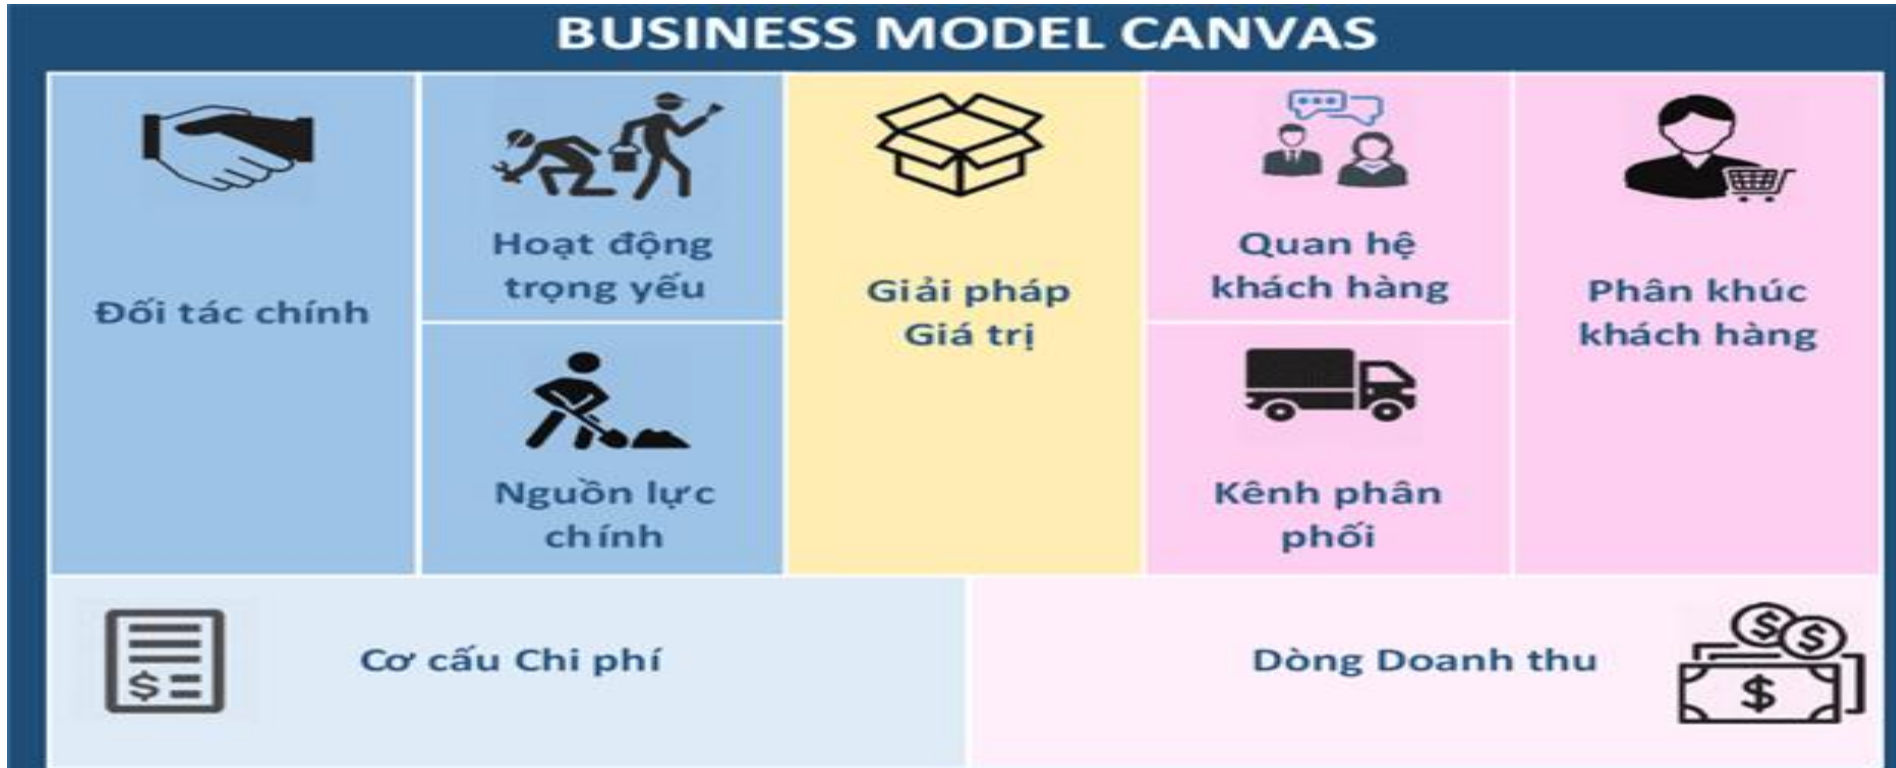 BUSINESS MODEL CANVAS
Đối tác chính
Hoạt động
trọng yếu
Nguồn lực
chính
Giải pháp
Giá trị
Quan hệ
khách hàng
Kênh phân
phối
Phân khúc
khách hàng
$
Cơ cấu Chi phí
Dòng Doanh thu
$ $
$